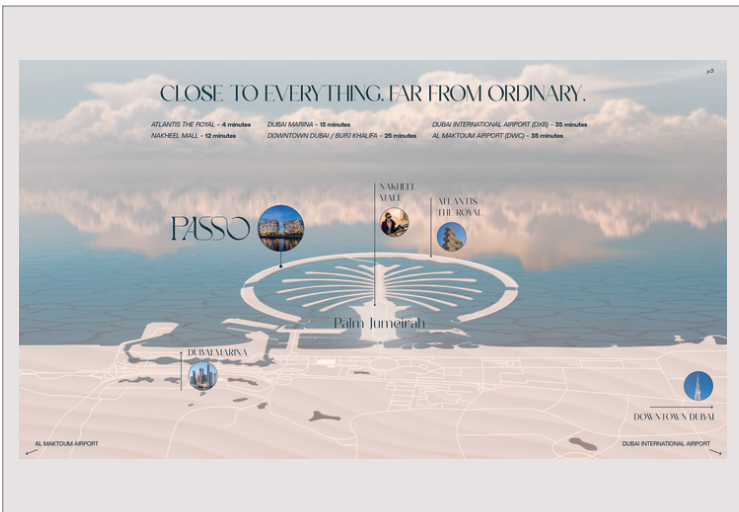 p5
CLOSE TO EVERYTHING. FAR FROM ORDINARY.
ATLANTIS THE ROYAL - 4 minutes
NAKHEEL MALL - 12 minutes
DUBAI MARINA - 15 minutes
DOWNTOWN DUBAI / BURJ KHALIFA - 25 minutes
DUBAI INTERNATIONAL AIRPORT (DXB) - 35 minutes
AL MAKTOUM AIRPORT (DWC) - 35 minutes
NAKHEEL
MALL
ATLANTIS
THE ROYAL
PASSO
Palm Jumeirah
DUBAI MARINA
DOWNTOWN DUBAI
AL MAKTOUM AIRPORT
DUBAI INTERNATIONAL AIRPORT